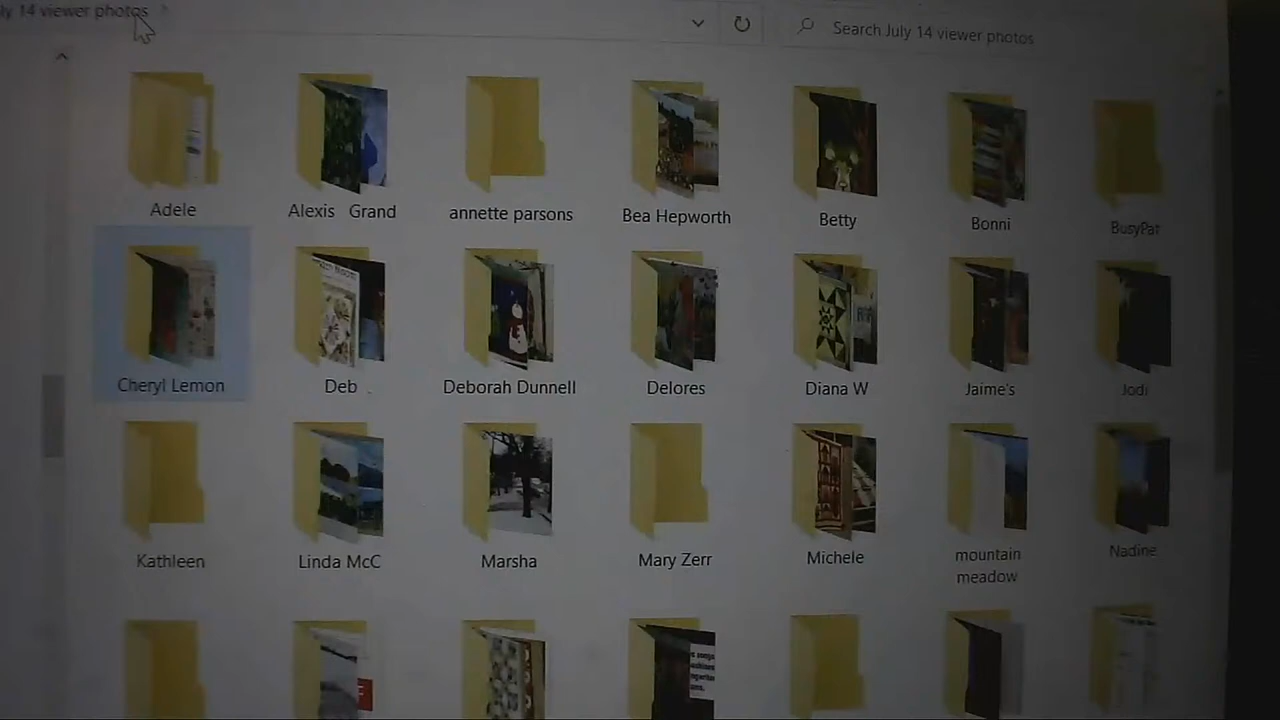 ly 14 viewer photos
Search July 14 viewer photos
Adele
Alexis Grand
annette parsons
Bea Hepworth
Betty
Bonni
BusyPat
Cheryl Lemon
Deb .
Deborah Dunnell
Delores
Diana W
Jaime's
Jodi
Kathleen
Linda McC
Marsha
Mary Zerr
Michele
mountain
meadow
Nadine